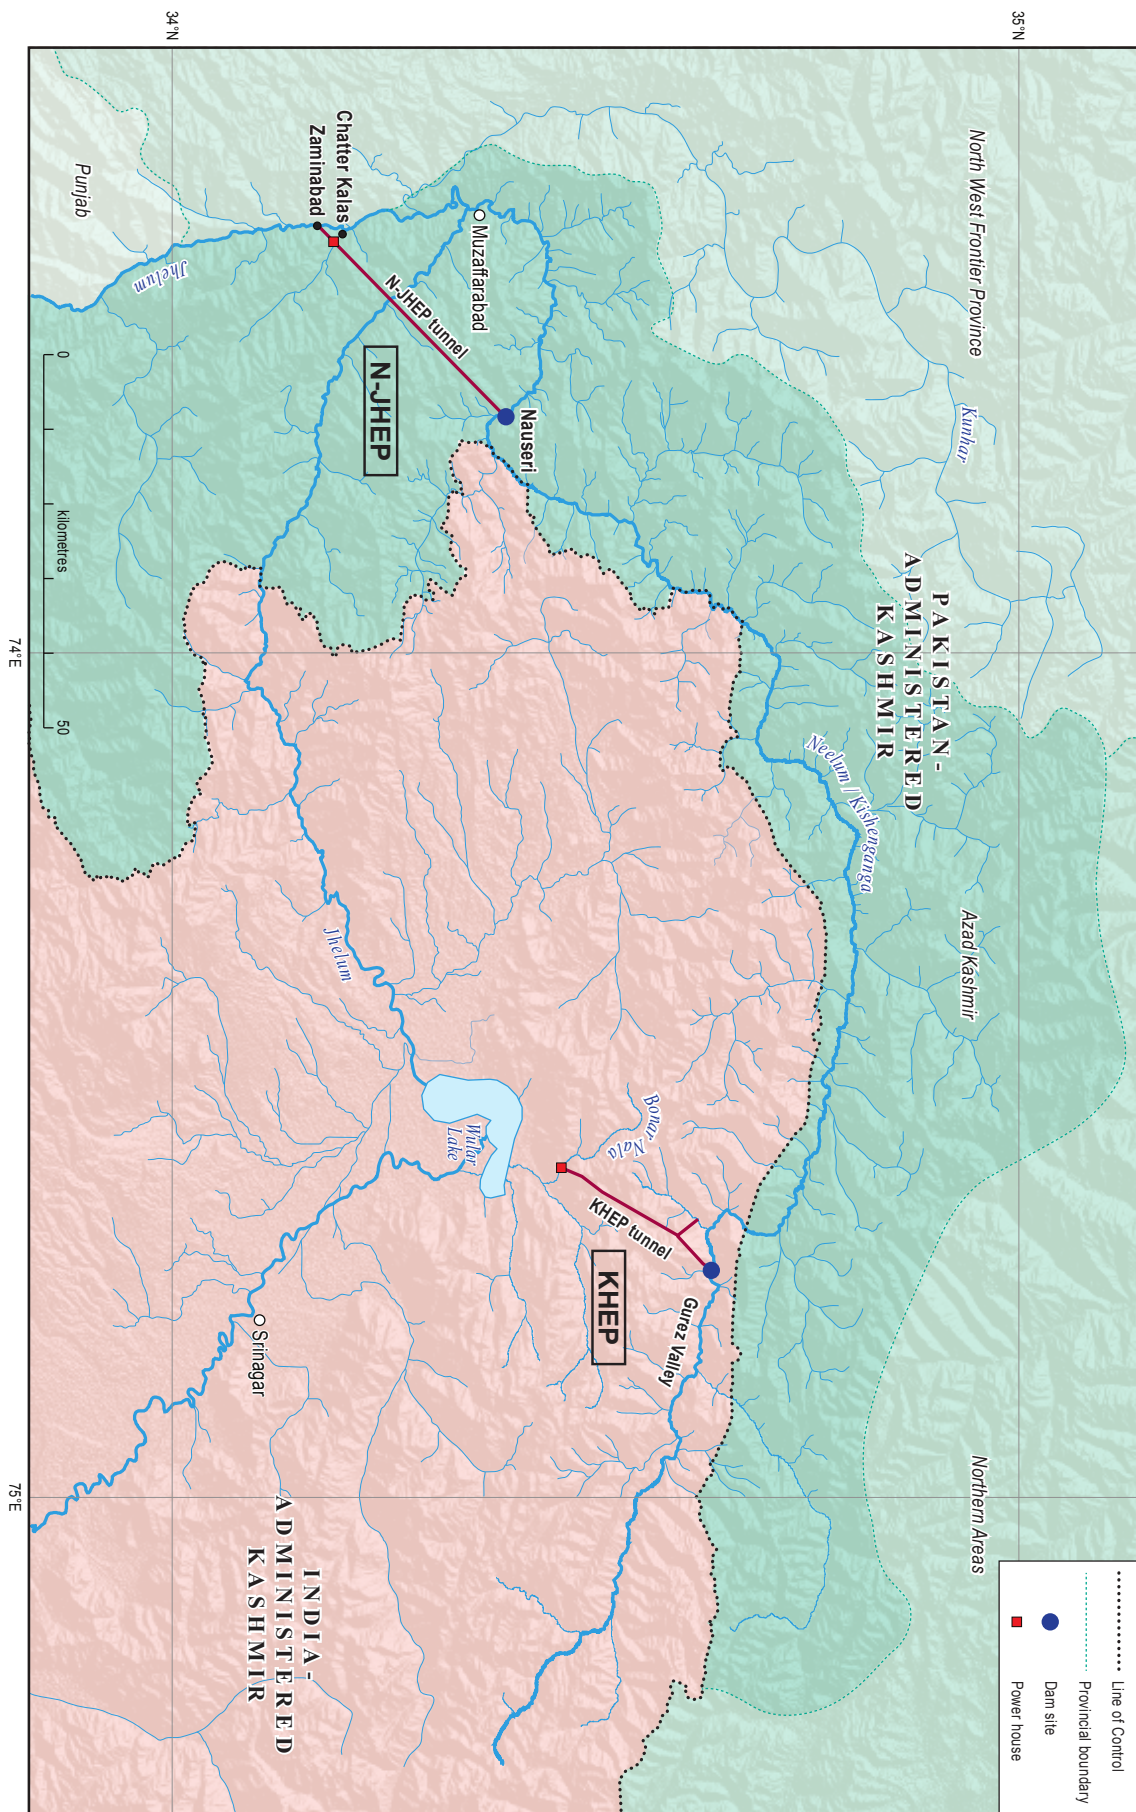 34°N
35°N
74°E
75°E
North West Frontier Province
Kunhar
PAKISTAN-
ADMINISTERED
KASHMIR
Neelum / Kishenganga
Azad Kashmir
Northern Areas
Punjab
Jhelum
Chatter Kalas
Zaminabad
Muzaffarabad
N-JHEP tunnel
N-JHEP
Nauseri
Jhelum
Wular
Lake
Bonar Nala
KHEP tunnel
KHEP
Gurez Valley
Srinagar
INDIA-
ADMINISTERED
KASHMIR
0
kilometres
50
Line of Control
Provincial boundary
Dam site
Power house